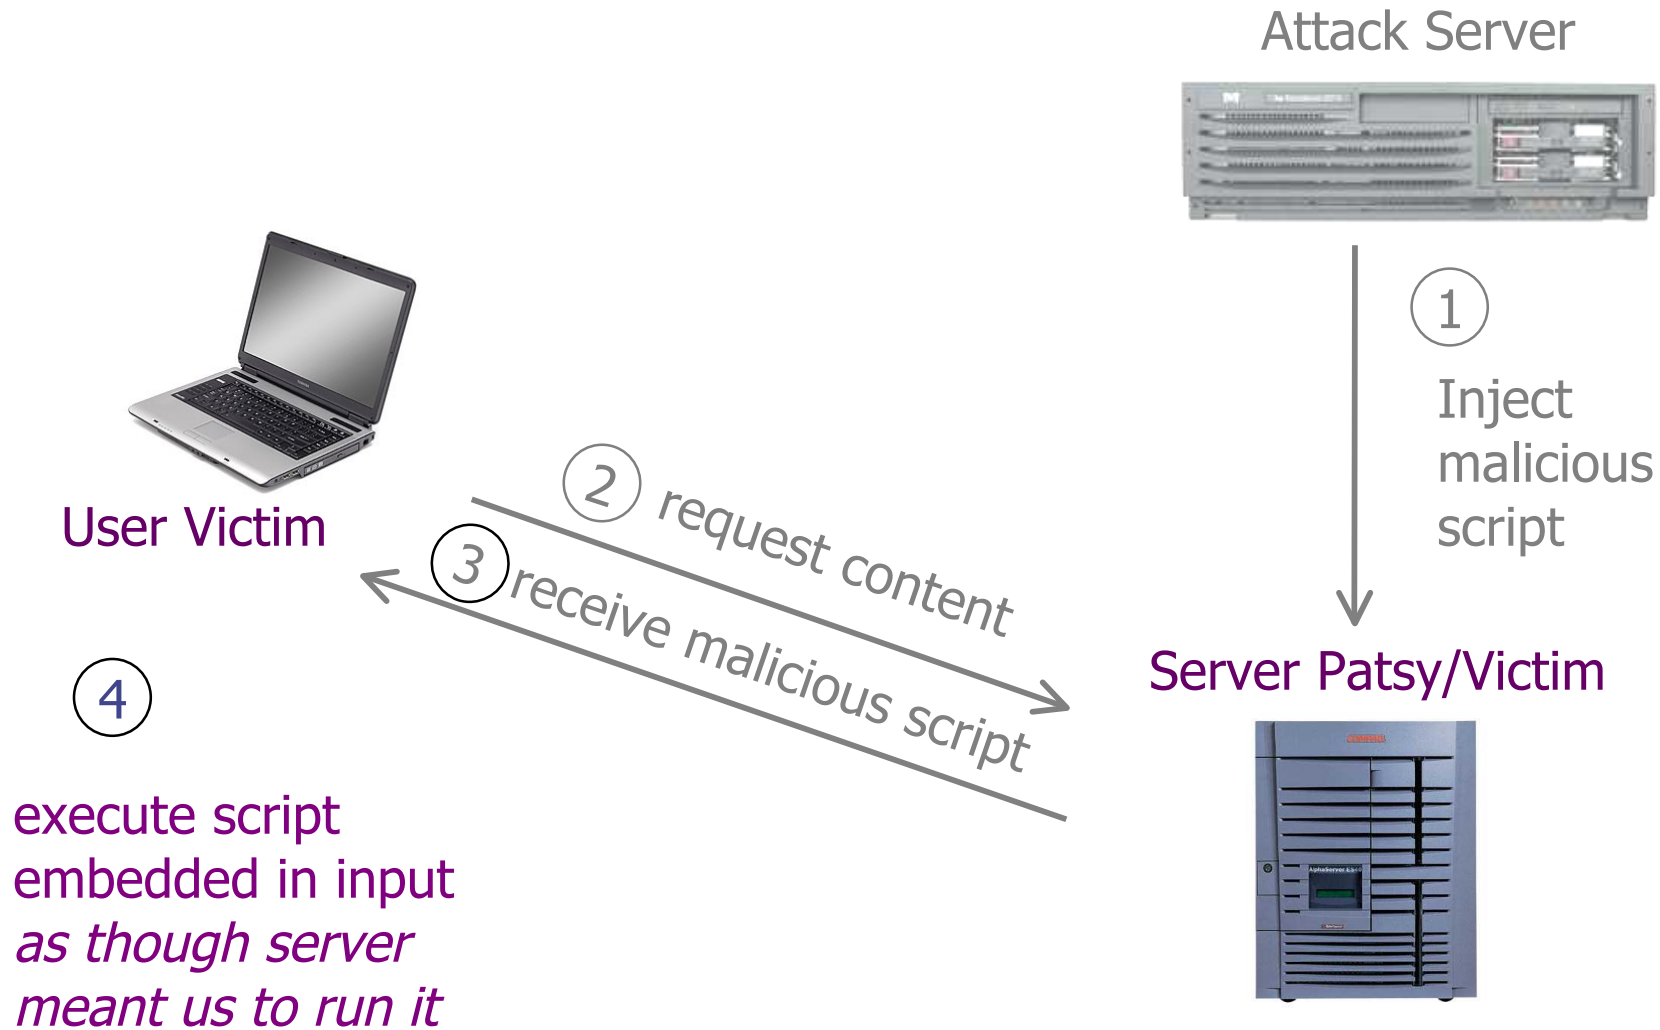 Attack Server
1
Inject
malicious
script
User Victim
2 request content
3 receive malicious script
Server Patsy/Victim
4
execute script
embedded in input
as though server
meant us to run it